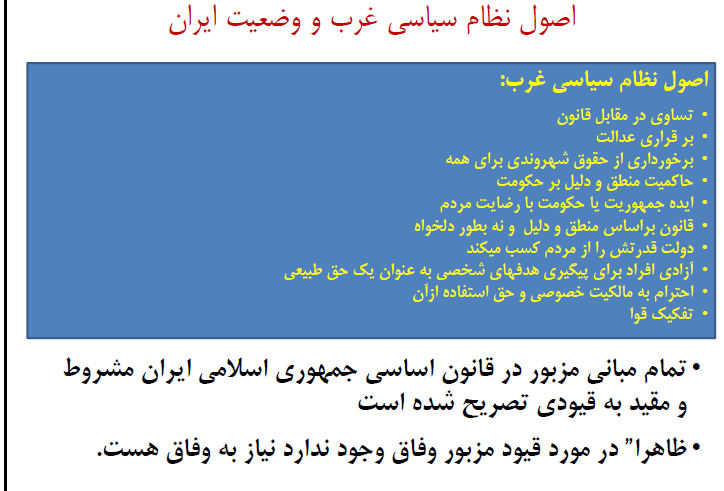 اصول نظام سیاسی غرب و وضعیت ایران
اصول نظام سیاسی غرب:
• تساوی در مقابل قانون
• بر قراری عدالت
• برخورداری از حقوق شهروندی برای همه
• حاکمیت منطق و دلیل بر حکومت
• ایده جمهوریت یا حکومت با رضایت مردم
• قانون براساس منطق و دلیل و نه بطور دلخواه
• دولت قدرتش را از مردم کسب میکند
• آزادی افراد برای پیگیری هدفهای شخصی به عنوان یک حق طبیعی
• احترام به مالکیت خصوصی و حق استفاده ازآن
• تفکیک قوا
• تمام مبانی مزبور در قانون اساسی جمهوری اسلامی ایران مشروط
و مقید به قیودی تصریح شده است
• ظاهرا" در مورد قیود مزبور وفاق وجود ندارد نیاز به وفاق هست.